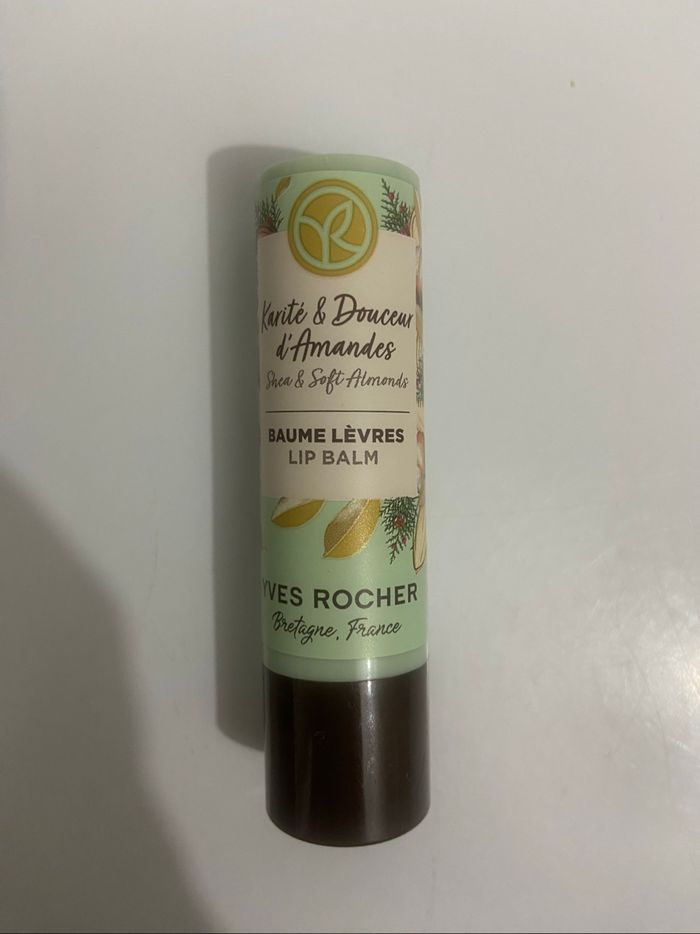 Karité & Douceur
d'Amandes
Shea & Soft Almonds
BAUME LÈVRES
LIP BALM
YVES ROCHER
Bretagne, France